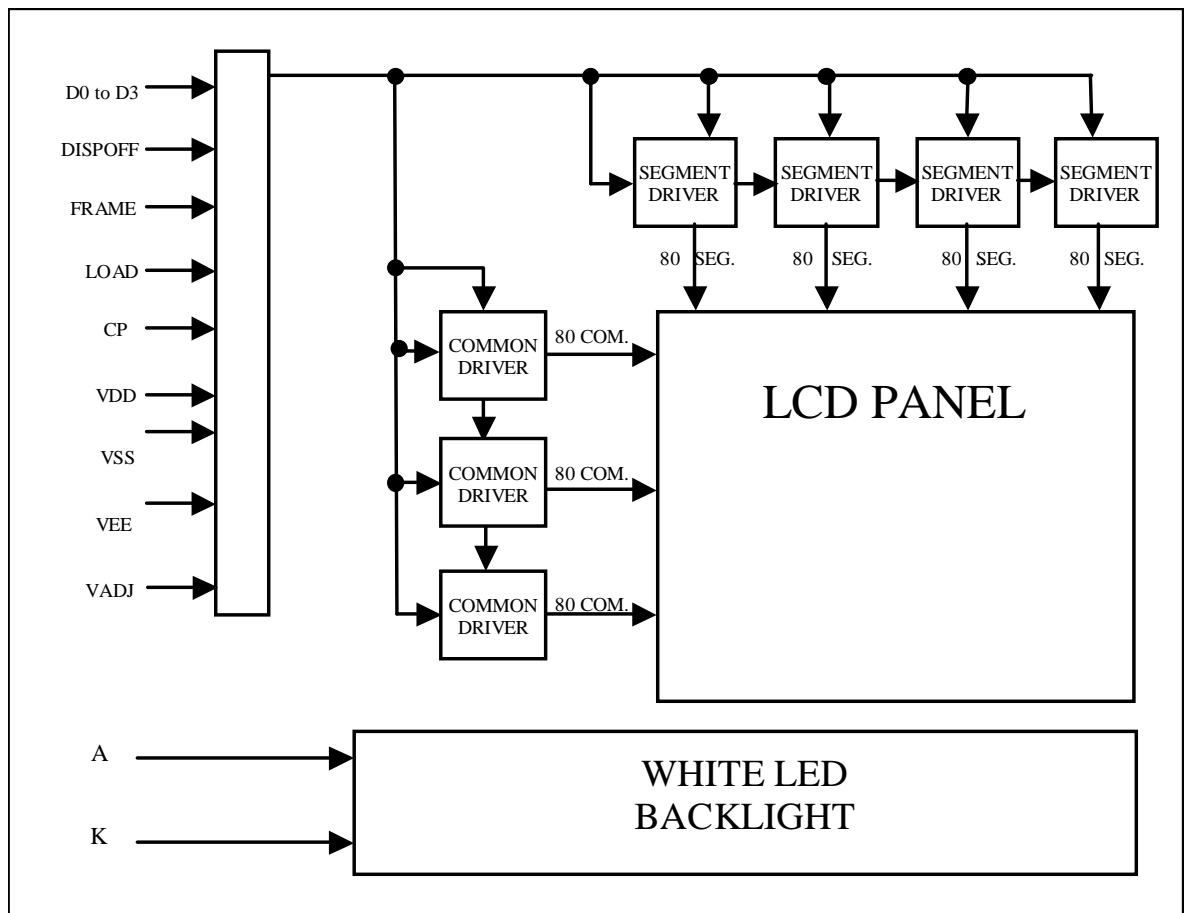 D0 to D3
DISPOFF
FRAME
LOAD
CP
VDD
VSS
VEE
VADJ
SEGMENT
DRIVER
SEGMENT
DRIVER
SEGMENT
DRIVER
SEGMENT
DRIVER
80 SEG.
80 SEG.
80 SEG.
80 SEG.
COMMON
DRIVER
80 COM.
COMMON
DRIVER
80 COM.
COMMON
DRIVER
80 COM.
LCD PANEL
A
K
WHITE LED
BACKLIGHT